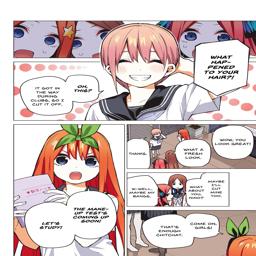 WHAT
HAP-
PENED TO
YOUR HAIR?!
OH,
THIS?
IT GOT IN
THE WAY
DURING
CLUBS, SO I
CUT IT OFF.
WOW, YOU
LOOK GREAT!
WHAT A
FRESH
LOOK.
THANKS.
MAYBE
I'LL
CUT
MINE
TOO.
WHAT
ABOUT
YOU,
NINO?
W-WELL,
MAYBE MY
BANGS.
THE MAKE-
UP TEST'S
COMING UP
SOON!
LET'S
STUDY!
COME ON,
GIRLS!
THAT'S
ENOUGH
CHITCHAT.